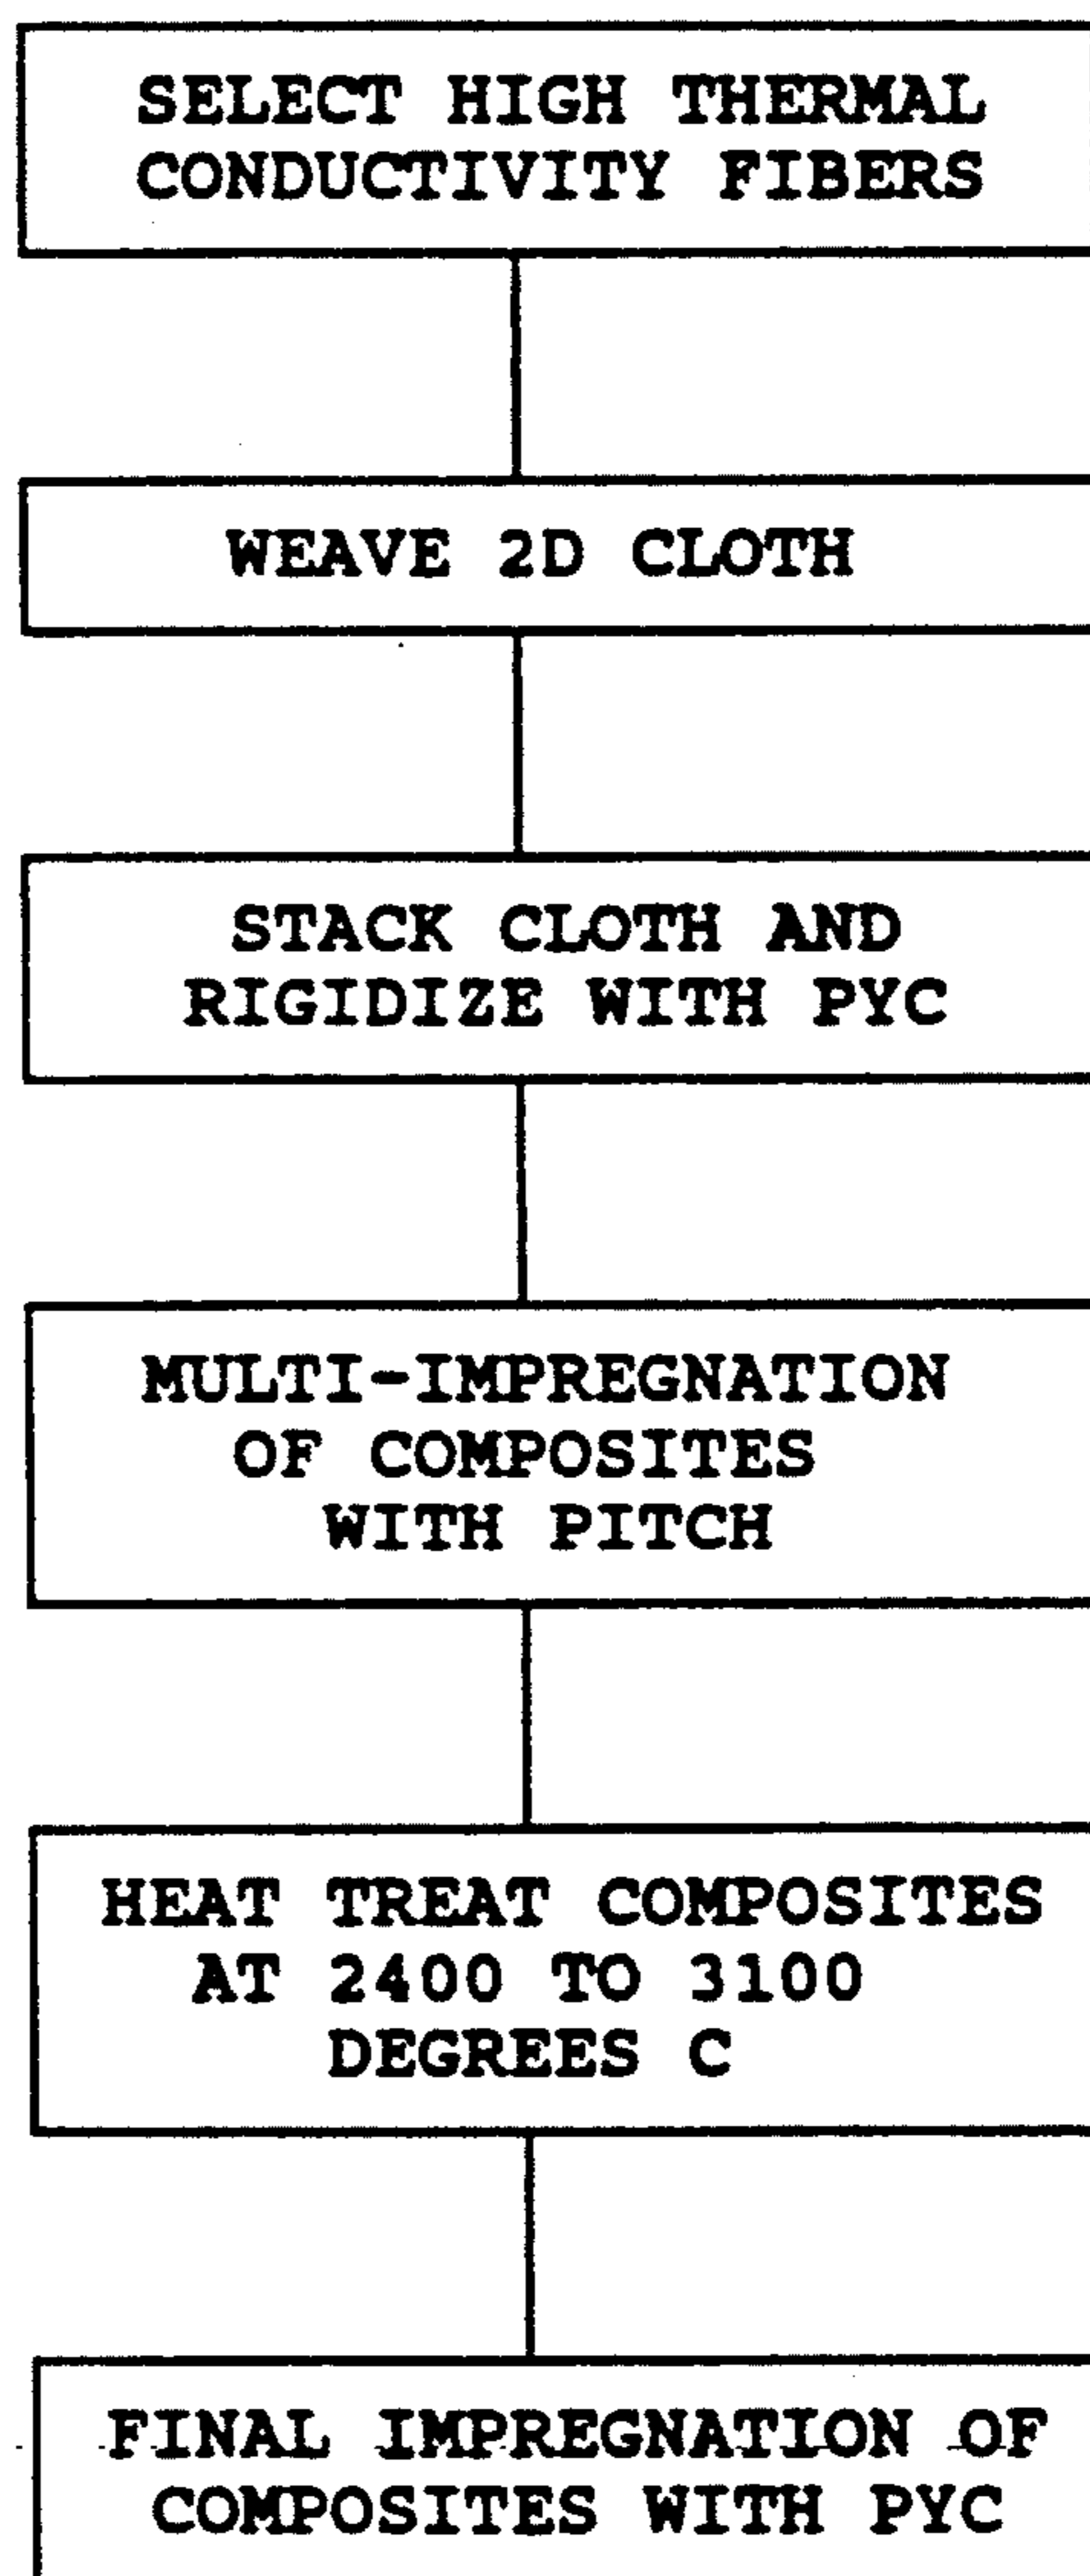 SELECT HIGH THERMAL
CONDUCTIVITY FIBERS
WEAVE 2D CLOTH
STACK CLOTH AND
RIGIDIZE WITH PYC
MULTI-IMPREGNATION
OF COMPOSITES
WITH PITCH
HEAT TREAT COMPOSITES
AT 2400 TO 3100
DEGREES C
FINAL IMPREGNATION OF
COMPOSITES WITH PYC